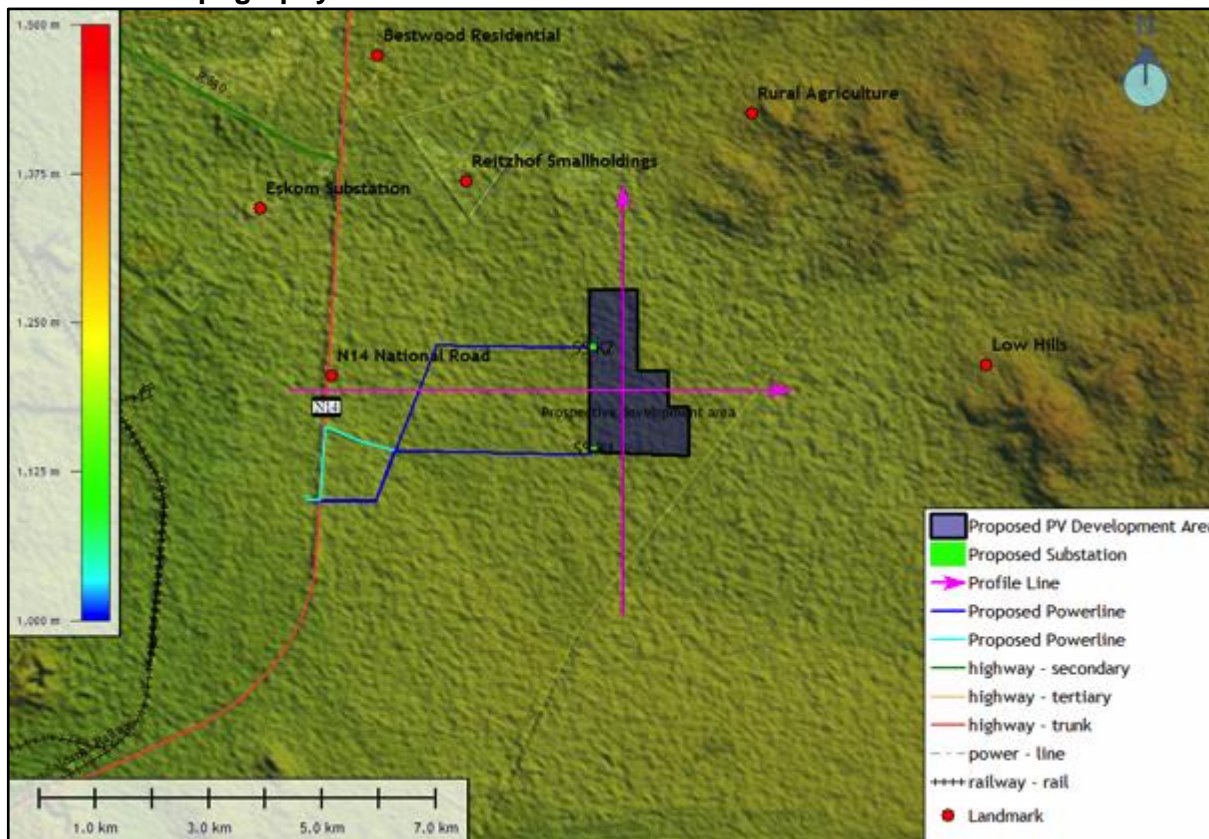 1,500 m
1,375 m
1,250 m
1,125 m
1,000 m
Bestwood Residential
Rural Agriculture
Reitzhof Smallholdings
Eskom Substation
N14 National Road
N14
Low Hills
Prospective development area
Proposed PV Development Area
Proposed Substation
Profile Line
Proposed Powerline
Proposed Powerline
highway - secondary
highway - tertiary
highway - trunk
power - line
railway - rail
Landmark
1.0 km
3.0 km
5.0 km
7.0 km